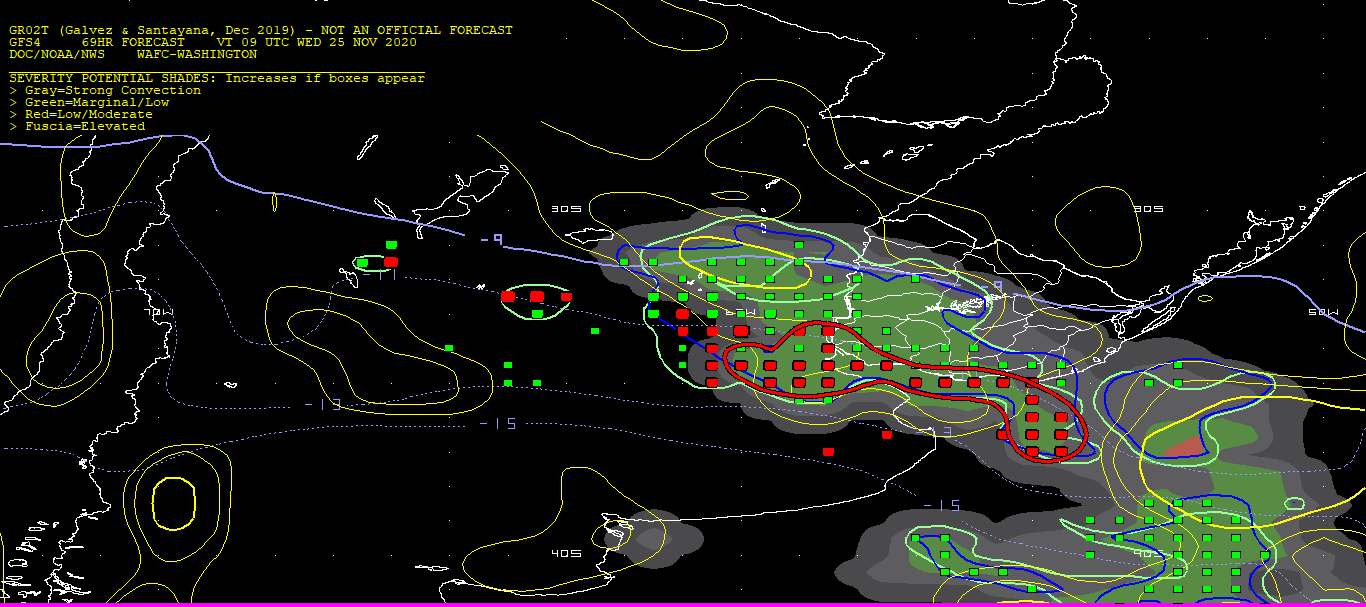 GR02T (Galvez & Santayana, Dec 2019) - NOT AN OFFICIAL FORECAST
GFS4 69HR FORECAST VT 09 UTC WED 25 NOV 2020
DOC/NOAA/NWS WAFC-WASHINGTON
SEVERITY POTENTIAL SHADES: Increases if boxes appear
> Gray=Strong Convection
> Green=Marginal/Low
> Red=Low/Moderate
> Fuscia=Elevated
30S
30S
-9
-11
-9
70W
50W
-13
-15
-15
40S
40S